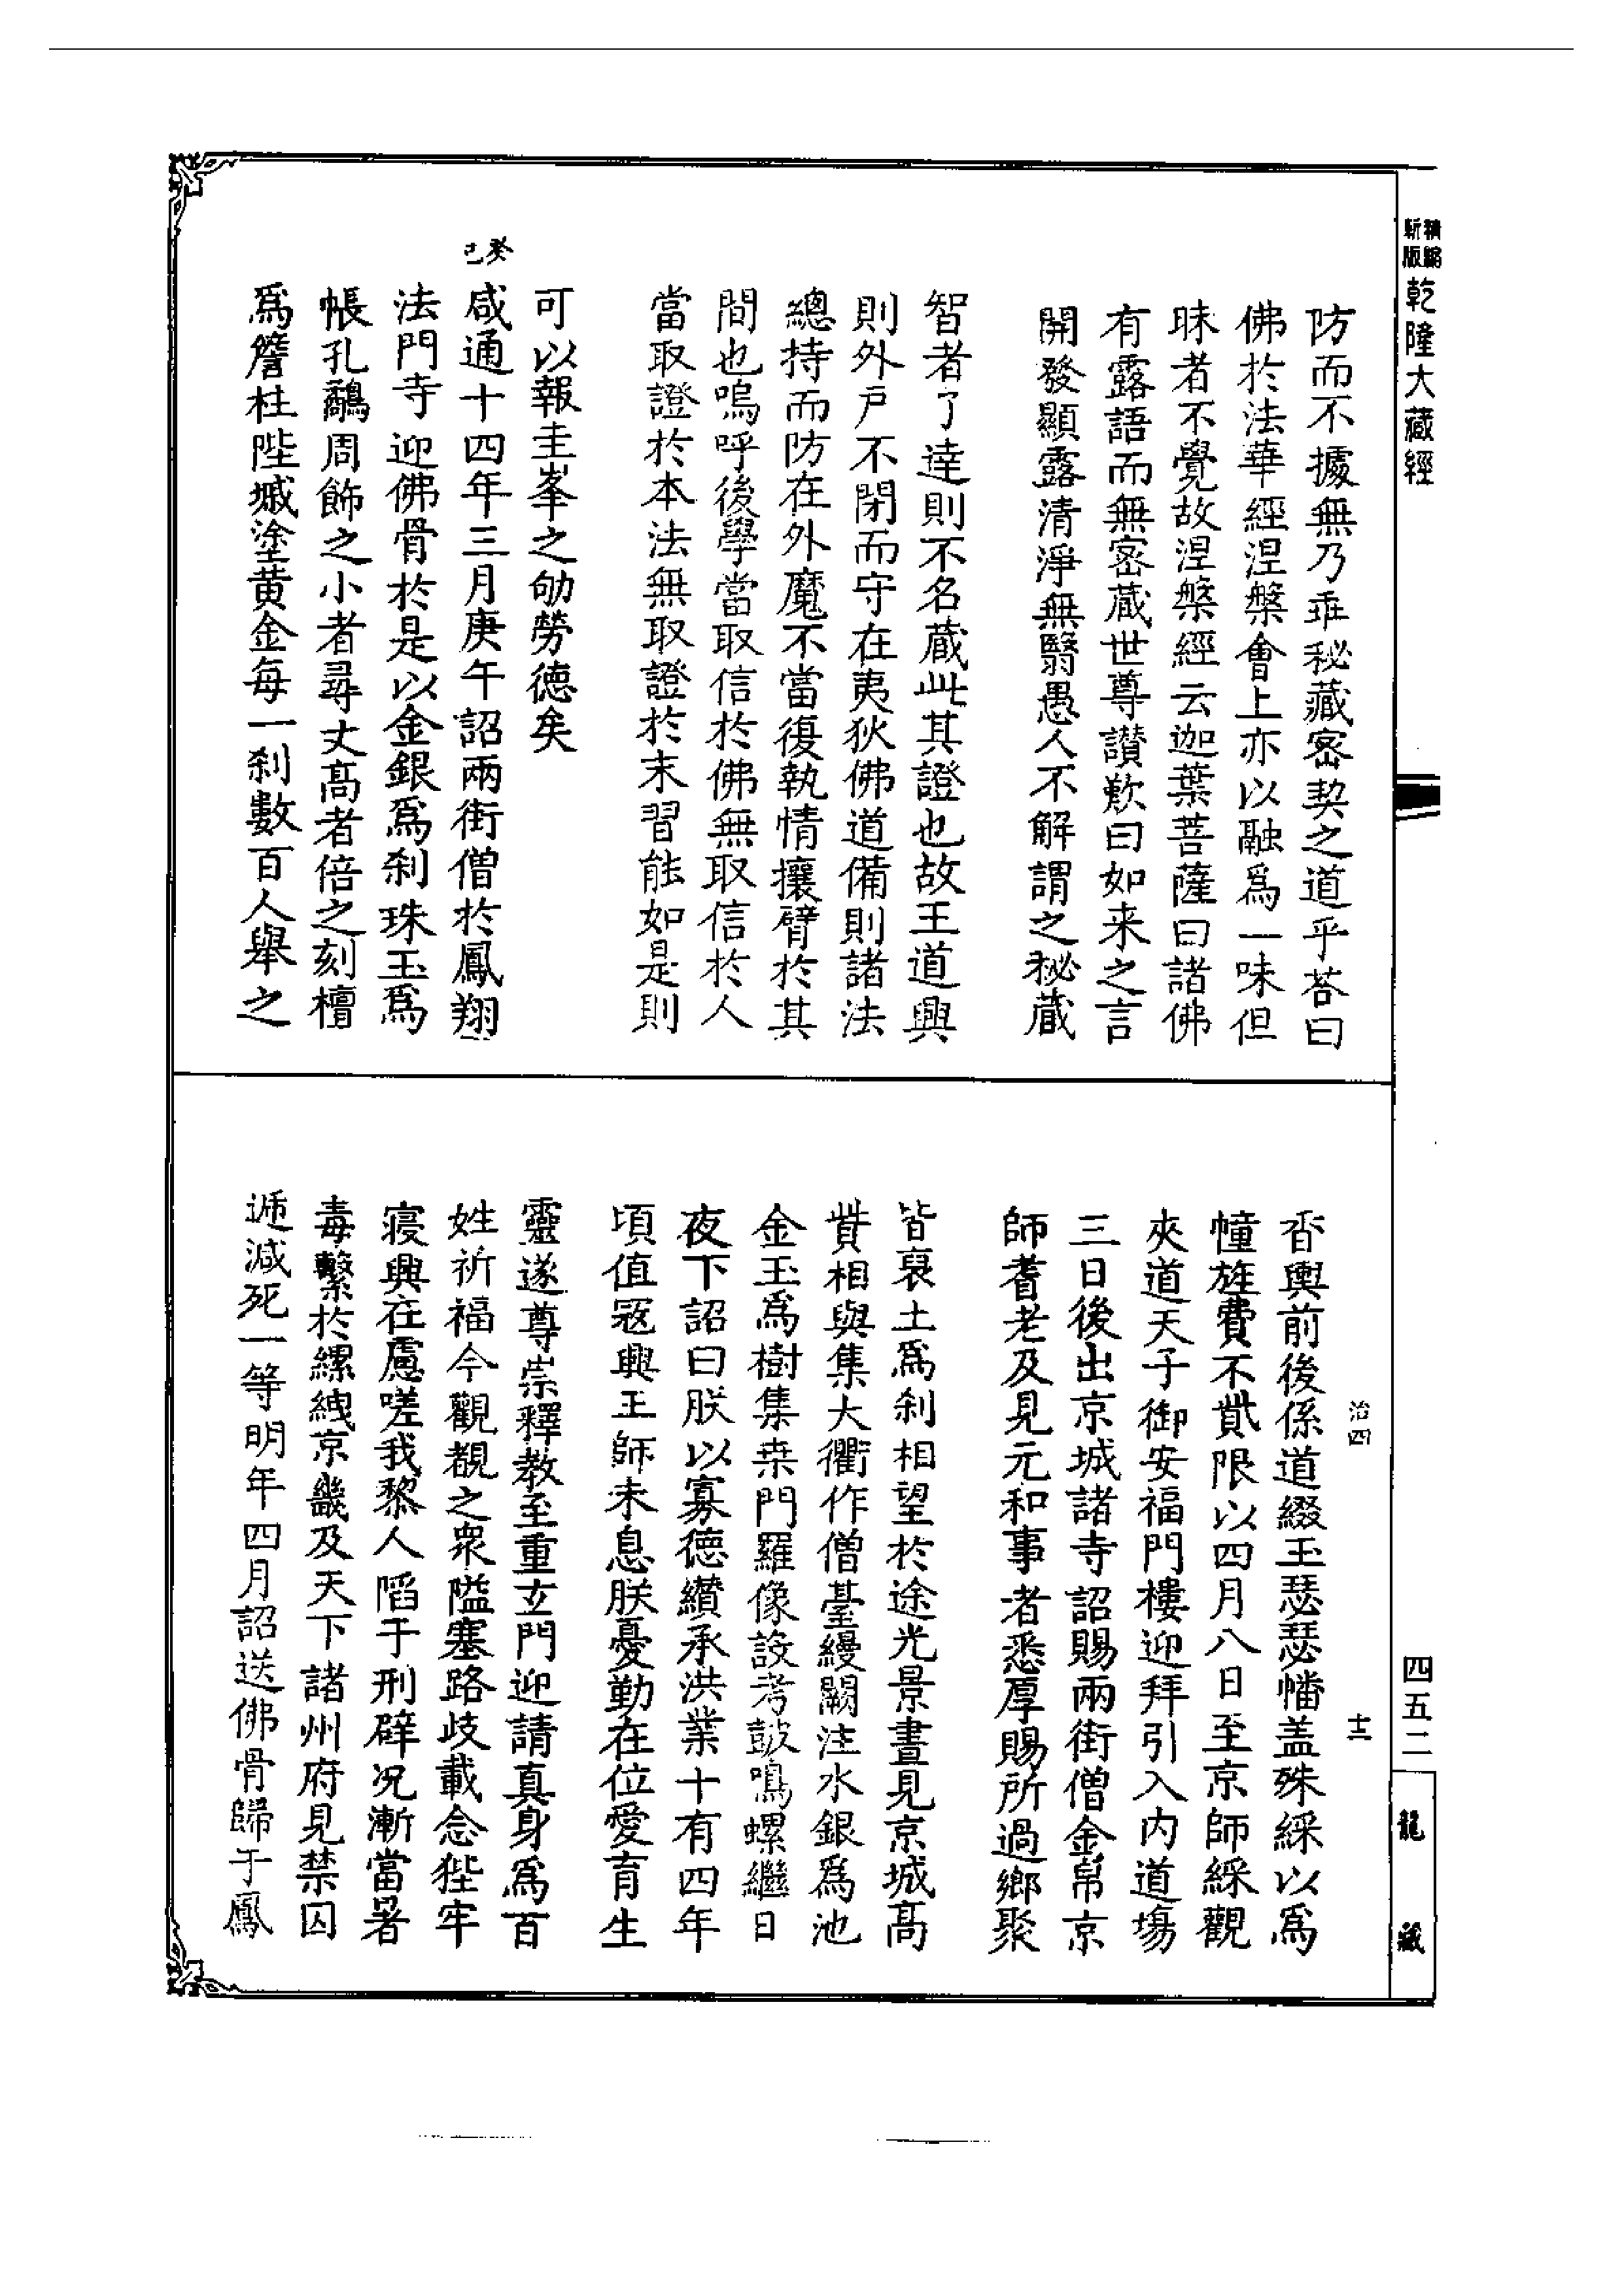 精縮新版 乾隆大藏經
防而不據無乃乖秘藏密契之道乎荅曰
佛於法華經涅槃會上亦以融爲一味但
昧者不覺故涅槃經云迦葉菩薩曰諸佛
有露語而無密藏世尊讃歎曰如来之言
開發顯露清淨無翳愚人不解謂之秘蔵
智者了達則不名蔵此其證也故王道興
則外戸不閉而守在夷狄佛道備則諸法
總持而防在外魔不當復執情攘臂於其
間也嗚呼後學當取信於佛無取信於人
當取證於本法無取證於末習能如是則
可以報圭峯之劬勞德矣
癸巳
咸通十四年三月庚午詔兩街僧於鳳翔
法門寺迎佛骨於是以金銀爲刹珠玉爲
帳孔鷸周飾之小者尋丈髙者倍之刻檀
爲簷柱陛墄塗黄金每一刹數百人舉之
治四
十二
香輿前後係道綴玉瑟瑟幡盖殊綵以爲
幢旌費不貲限以四月八日至京師綵觀
夾道天子御安福門樓迎拜引入内道場
三日後出京城諸寺詔賜兩街僧金帛京
師耆老及見元和事者悉厚賜所過鄉聚
皆裒土爲刹相望於途光景晝見京城髙
貲相與集大衢作僧臺縵闕注水銀爲池
金玉爲樹集桒門羅像設考鼓鳴螺繼日
夜下詔曰朕以寡德纉承洪業十有四年
頃值冦興王師未息朕憂勤在位愛育生
靈遂尊崇釋教至重玄門迎請真身爲百
姓祈福今觀覩之衆隘塞路歧載念狴牢
寝興在慮嗟我黎人陷于刑辟况漸當暑
毒繫於縲絏京畿及天下諸州府見禁囚
遞減死一等明年四月詔送佛骨歸于鳳
四五二
龍藏